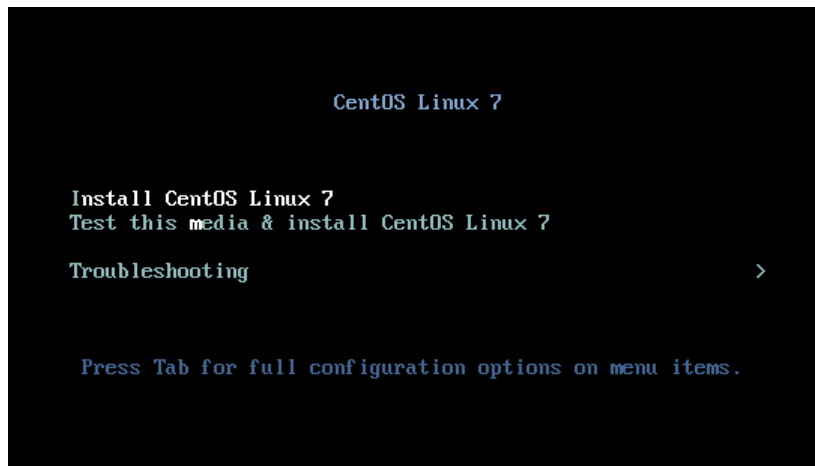 CentOS Linux 7
Install CentOS Linux 7
Test this media & install CentOS Linux 7
Troubleshooting >
Press Tab for full configuration options on menu items.